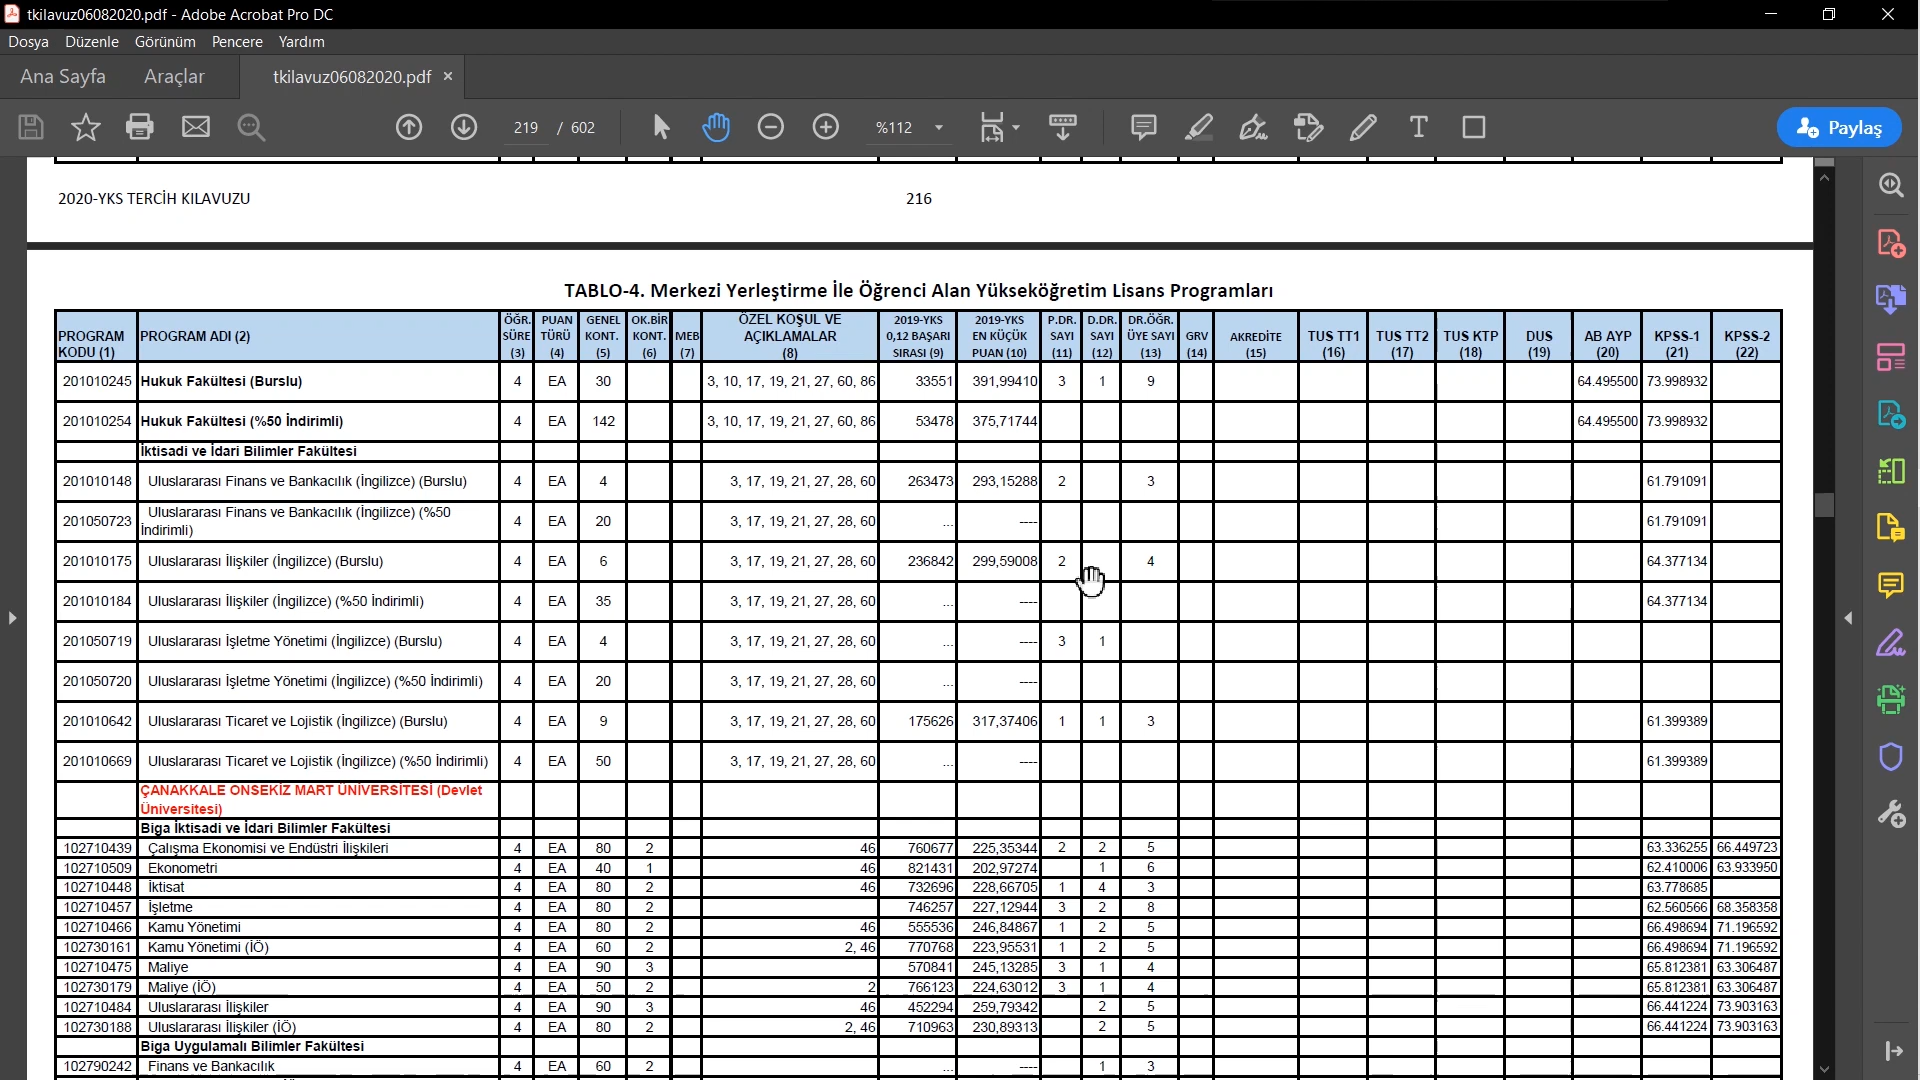 tkilavuz06082020.pdf - Adobe Acrobat Pro DC
Dosya Düzenle Görünüm Pencere Yardım
Ana Sayfa Araçlar tkilavuz06082020.pdf ×
219 / 602 %112 Paylaş
2020-YKS TERCİH KILAVUZU 216
TABLO-4. Merkezi Yerleştirme İle Öğrenci Alan Yükseköğretim Lisans Programları
PROGRAM KODU (1) PROGRAM ADI (2) ÖĞR. SÜRE (3) PUAN TÜRÜ (4) GENEL KONT. (5) OK.BİR KONT. (6) MEB (7) ÖZEL KOŞUL VE AÇIKLAMALAR (8) 2019-YKS 0,12 BAŞARI SIRASI (9) 2019-YKS EN KÜÇÜK PUAN (10) P.DR. SAYI (11) D.DR. SAYI (12) DR.ÖĞR. ÜYE SAYI (13) GRV (14) AKREDİTE (15) TUS TT1 (16) TUS TT2 (17) TUS KTP (18) DUS (19) AB AYP (20) KPSS-1 (21) KPSS-2 (22)
201010245 Hukuk Fakültesi (Burslu) 4 EA 30 3, 10, 17, 19, 21, 27, 60, 86 33551 391,99410 3 1 9 64.495500 73.998932
201010254 Hukuk Fakültesi (%50 İndirimli) 4 EA 142 3, 10, 17, 19, 21, 27, 60, 86 53478 375,71744 64.495500 73.998932
İktisadi ve İdari Bilimler Fakültesi
201010148 Uluslararası Finans ve Bankacılık (İngilizce) (Burslu) 4 EA 4 3, 17, 19, 21, 27, 28, 60 263473 293,15288 2 3 61.791091
201050723 Uluslararası Finans ve Bankacılık (İngilizce) (%50 İndirimli) 4 EA 20 3, 17, 19, 21, 27, 28, 60 ... ---- 61.791091
201010175 Uluslararası İlişkiler (İngilizce) (Burslu) 4 EA 6 3, 17, 19, 21, 27, 28, 60 236842 299,59008 2 4 64.377134
201010184 Uluslararası İlişkiler (İngilizce) (%50 İndirimli) 4 EA 35 3, 17, 19, 21, 27, 28, 60 ... ---- 64.377134
201050719 Uluslararası İşletme Yönetimi (İngilizce) (Burslu) 4 EA 4 3, 17, 19, 21, 27, 28, 60 ... ---- 3 1
201050720 Uluslararası İşletme Yönetimi (İngilizce) (%50 İndirimli) 4 EA 20 3, 17, 19, 21, 27, 28, 60 ... ----
201010642 Uluslararası Ticaret ve Lojistik (İngilizce) (Burslu) 4 EA 9 3, 17, 19, 21, 27, 28, 60 175626 317,37406 1 1 3 61.399389
201010669 Uluslararası Ticaret ve Lojistik (İngilizce) (%50 İndirimli) 4 EA 50 3, 17, 19, 21, 27, 28, 60 ... ---- 61.399389
ÇANAKKALE ONSEKİZ MART ÜNİVERSİTESİ (Devlet
Üniversitesi)
Biga İktisadi ve İdari Bilimler Fakültesi
102710439 Çalışma Ekonomisi ve Endüstri İlişkileri 4 EA 80 2 46 760677 225,35344 2 2 5 63.336255 66.449723
102710509 Ekonometri 4 EA 40 1 46 821431 202,97274 1 6 62.410006 63.933950
102710448 İktisat 4 EA 80 2 46 732696 228,66705 1 4 3 63.778685
102710457 İşletme 4 EA 80 2 746257 227,12944 3 2 8 62.560566 68.358358
102710466 Kamu Yönetimi 4 EA 80 2 46 555536 246,84867 1 2 5 66.498694 71.196592
102730161 Kamu Yönetimi (İÖ) 4 EA 60 2 2, 46 770768 223,95531 1 2 5 66.498694 71.196592
102710475 Maliye 4 EA 90 3 570841 245,13285 3 1 4 65.812381 63.306487
102730179 Maliye (İÖ) 4 EA 50 2 2 766123 224,63012 3 1 4 65.812381 63.306487
102710484 Uluslararası İlişkiler 4 EA 90 3 46 452294 259,79342 2 5 66.441224 73.903163
102730188 Uluslararası İlişkiler (İÖ) 4 EA 80 2 2, 46 710963 230,89313 2 5 66.441224 73.903163
Biga Uygulamalı Bilimler Fakültesi
102790242 Finans ve Bankacılık 4 EA 60 2 ... ---- 1 3